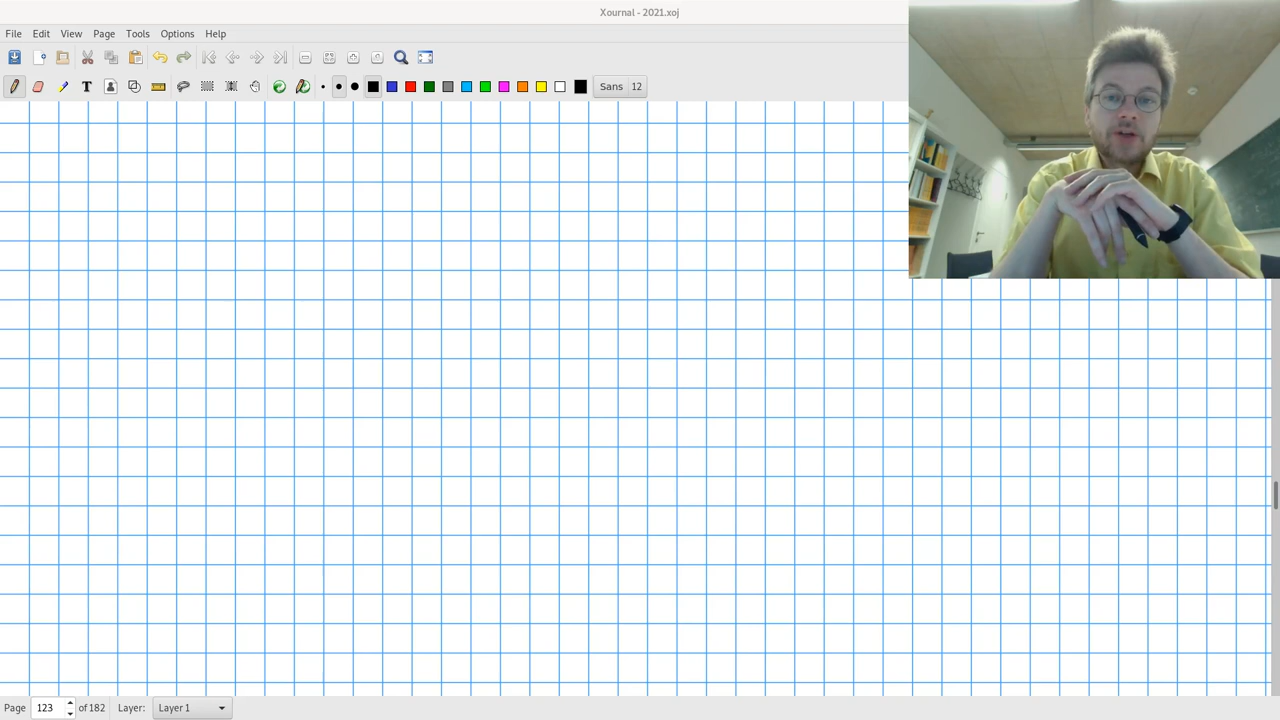 Xournal - 2021.xoj
File Edit View Page Tools Options Help
T Sans 12
Page 123 of 182 Layer: Layer 1